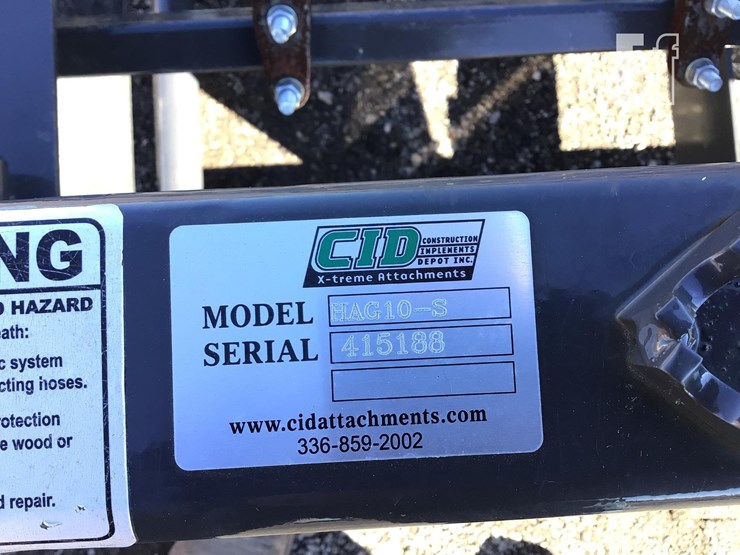 NG
HAZARD
eath:
c system
cting hoses.
rotection
e wood or
d repair.
CID CONSTRUCTION
IMPLEMENTS
DEPOT INC.
X-treme Attachments
MODEL HAG10-S
SERIAL 415188
www.cidattachments.com
336-859-2002
f